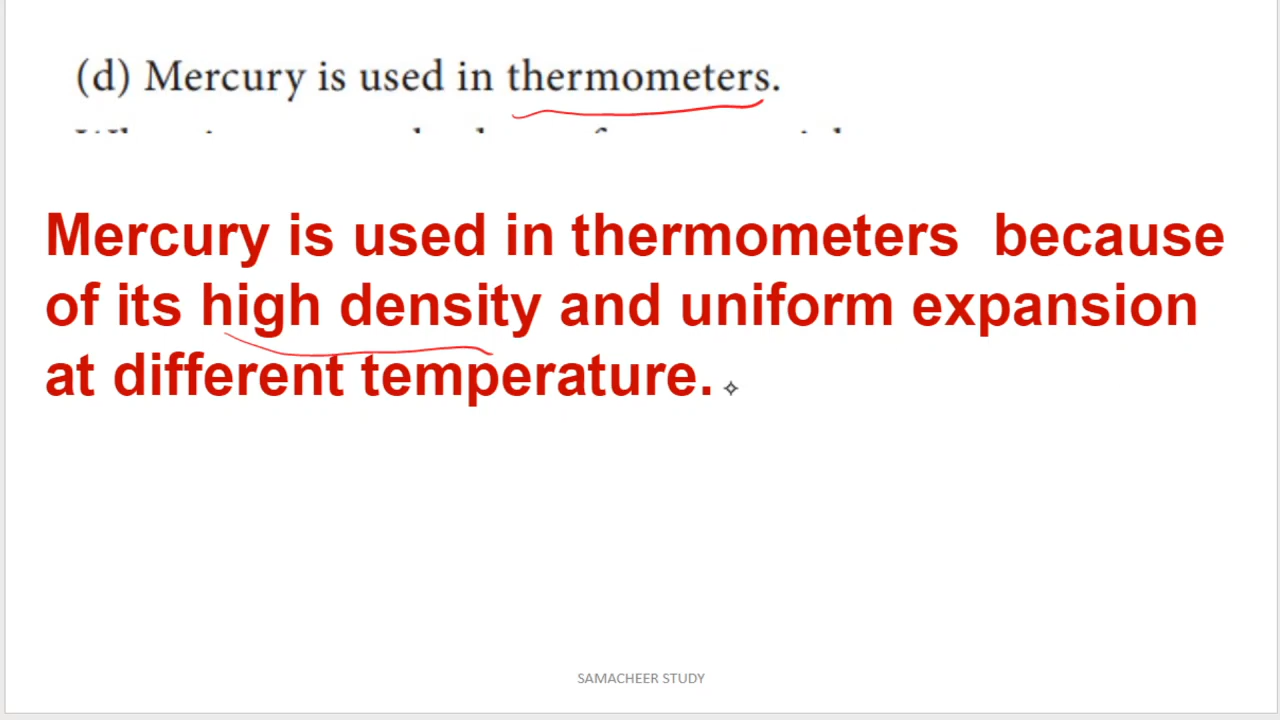 (d) Mercury is used in thermometers.
Mercury is used in thermometers because
of its high density and uniform expansion
at different temperature.
SAMACHEER STUDY